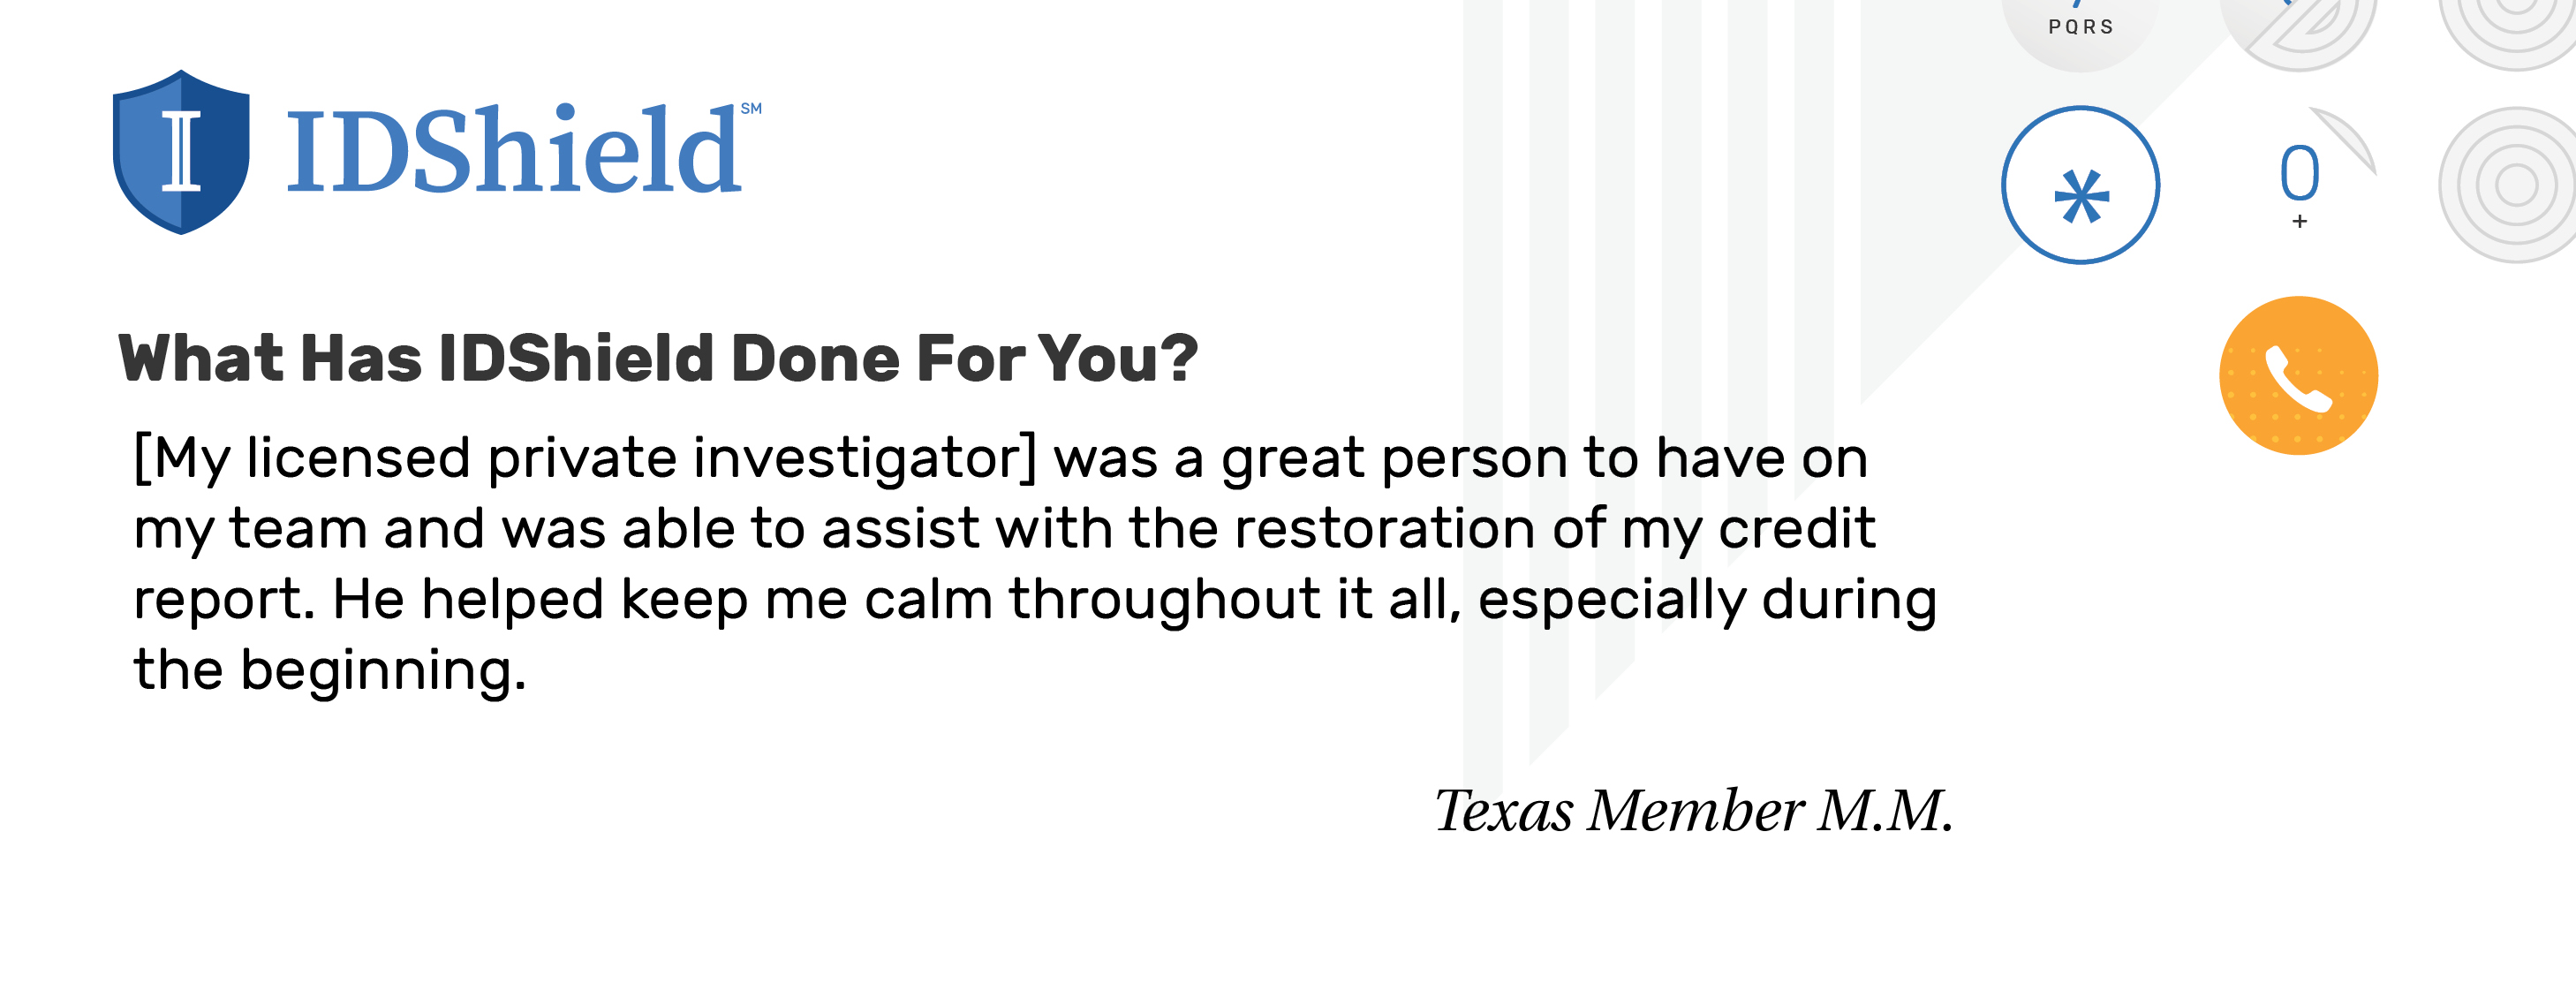 PQRS
I IDShield℠
*
0
+
What Has IDShield Done For You?
[My licensed private investigator] was a great person to have on
my team and was able to assist with the restoration of my credit
report. He helped keep me calm throughout it all, especially during
the beginning.
Texas Member M.M.